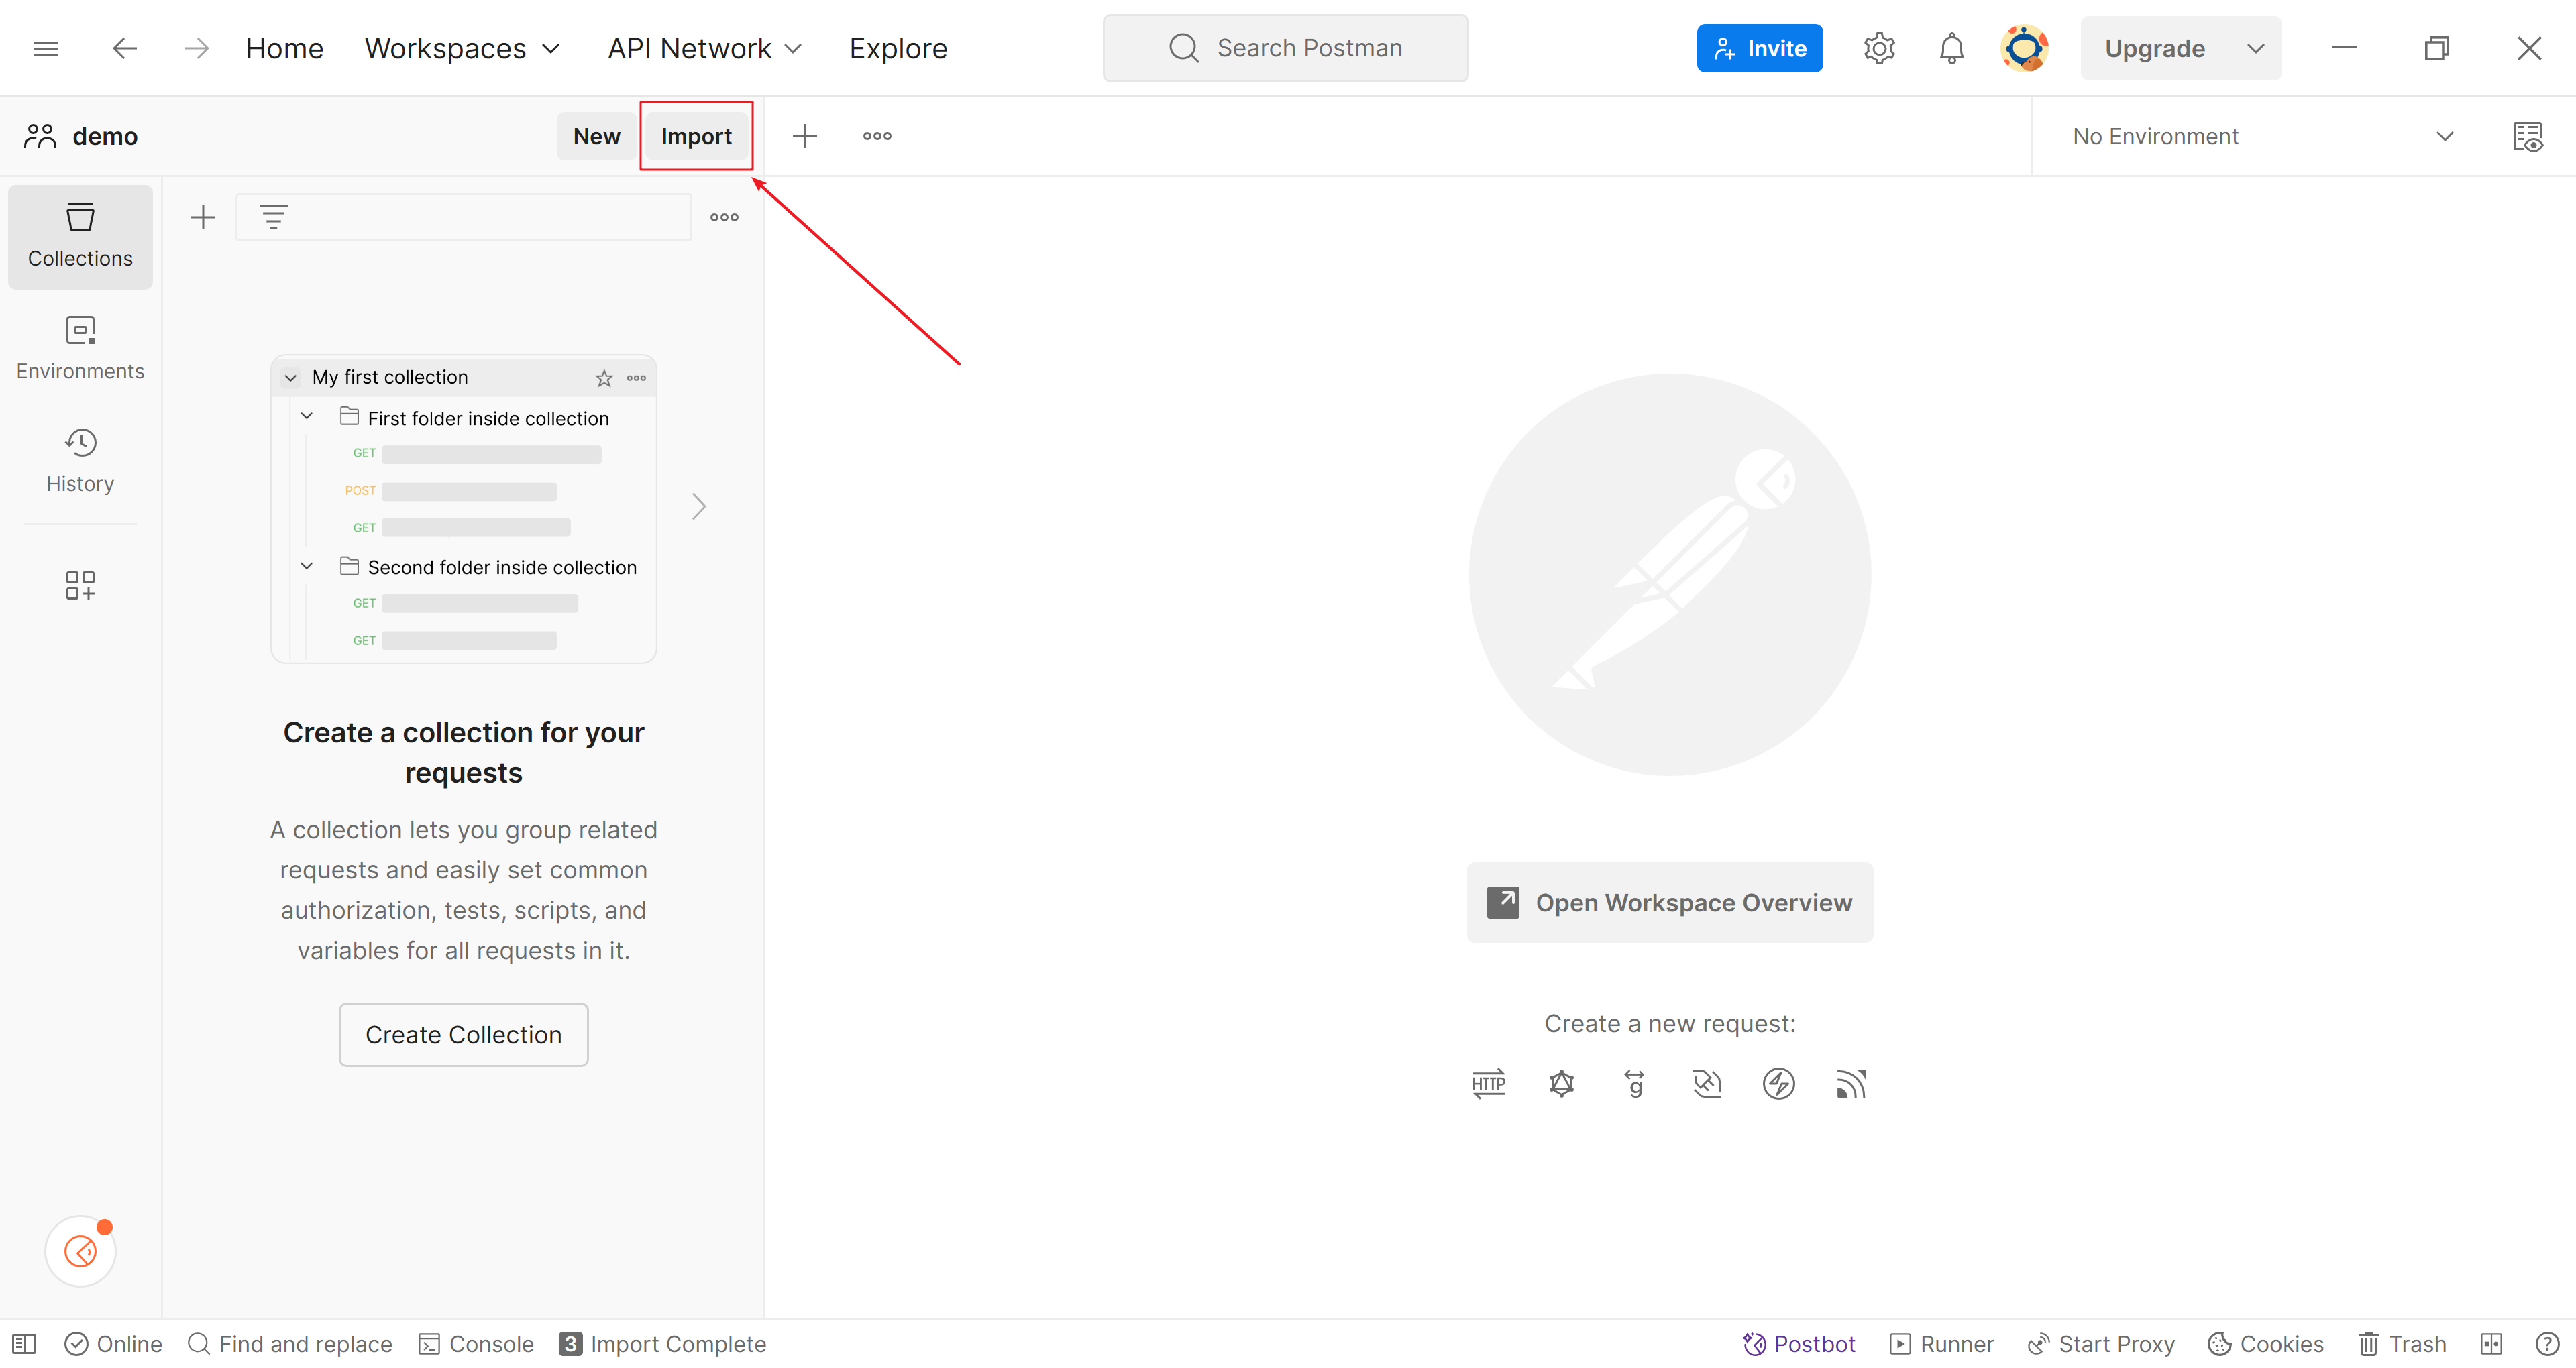 Home Workspaces API Network Explore Search Postman Invite Upgrade
demo New Import No Environment
Collections
Environments
History
My first collection
First folder inside collection
GET
POST
GET
Second folder inside collection
GET
GET
Create a collection for your
requests
A collection lets you group related
requests and easily set common
authorization, tests, scripts, and
variables for all requests in it.
Create Collection
Open Workspace Overview
Create a new request:
HTTP g
Online Find and replace Console 3 Import Complete Postbot Runner Start Proxy Cookies Trash ?